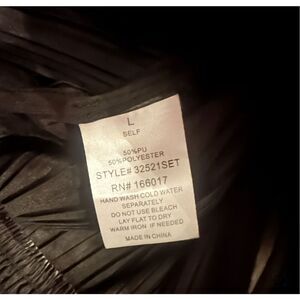 L
SELF
50%PU
50%POLYESTER
STYLE# 32521SET
RN# 166017
HAND WASH COLD WATER
SEPARATELY
DO NOT USE BLEACH
LAY FLAT TO DRY
WARM IRON IF NEEDED
MADE IN CHINA